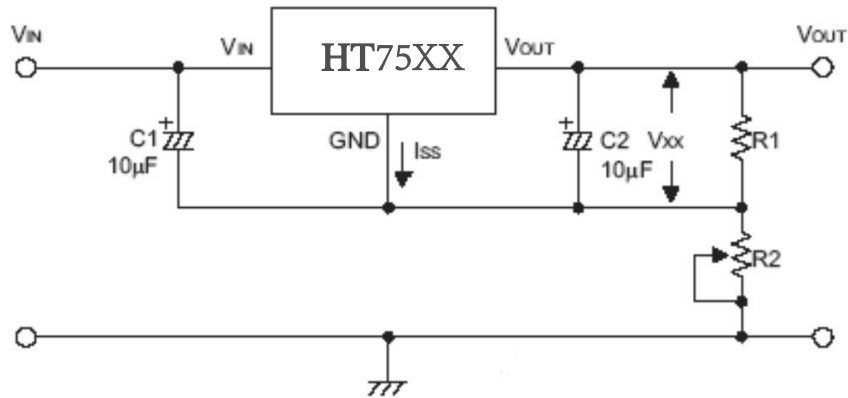 VIN
VIN
HT75XX
VOUT
VOUT
C1
10µF
GND
ISS
C2
10µF
VXX
R1
R2